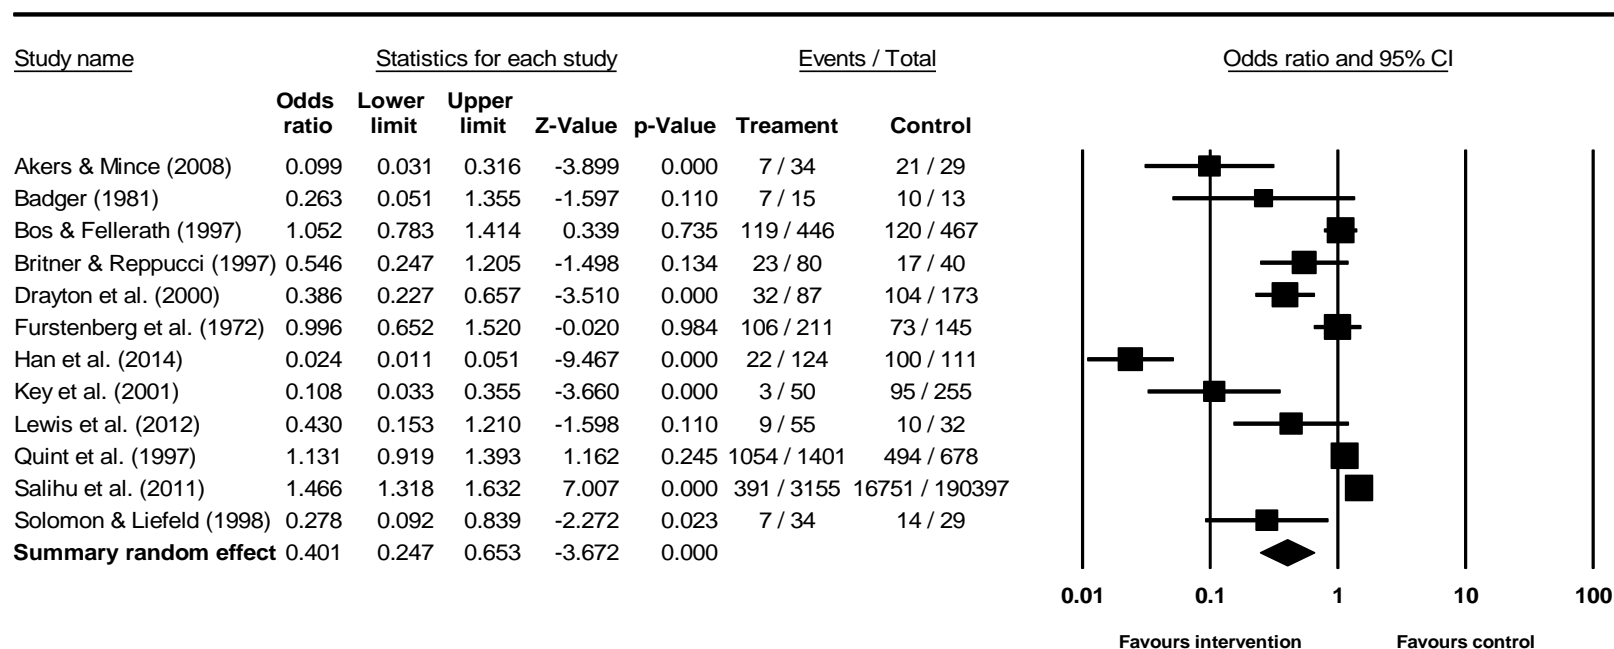 Study name Statistics for each study Events / Total Odds ratio and 95% CI
Odds Lower Upper
ratio limit limit Z-Value p-Value Treament Control
Akers & Mince (2008) 0.099 0.031 0.316 -3.899 0.000 7 / 34 21 / 29
Badger (1981) 0.263 0.051 1.355 -1.597 0.110 7 / 15 10 / 13
Bos & Fellerath (1997) 1.052 0.783 1.414 0.339 0.735 119 / 446 120 / 467
Britner & Reppucci (1997) 0.546 0.247 1.205 -1.498 0.134 23 / 80 17 / 40
Drayton et al. (2000) 0.386 0.227 0.657 -3.510 0.000 32 / 87 104 / 173
Furstenberg et al. (1972) 0.996 0.652 1.520 -0.020 0.984 106 / 211 73 / 145
Han et al. (2014) 0.024 0.011 0.051 -9.467 0.000 22 / 124 100 / 111
Key et al. (2001) 0.108 0.033 0.355 -3.660 0.000 3 / 50 95 / 255
Lewis et al. (2012) 0.430 0.153 1.210 -1.598 0.110 9 / 55 10 / 32
Quint et al. (1997) 1.131 0.919 1.393 1.162 0.245 1054 / 1401 494 / 678
Salihu et al. (2011) 1.466 1.318 1.632 7.007 0.000 391 / 3155 16751 / 190397
Solomon & Liefeld (1998) 0.278 0.092 0.839 -2.272 0.023 7 / 34 14 / 29
Summary random effect 0.401 0.247 0.653 -3.672 0.000
0.01 0.1 1 10 100
Favours intervention Favours control